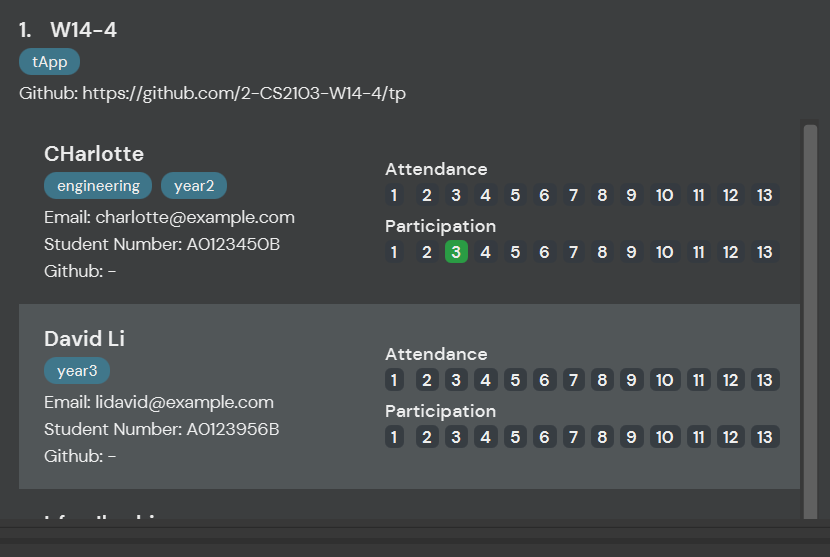 1. W14-4
tApp
Github: https://github.com/2-CS2103-W14-4/tp
CHarlotte
engineering year2
Email: charlotte@example.com
Student Number: A0123450B
Github: -
Attendance
1 2 3 4 5 6 7 8 9 10 11 12 13
Participation
1 2 3 4 5 6 7 8 9 10 11 12 13
David Li
year3
Email: lidavid@example.com
Student Number: A0123956B
Github: -
Attendance
1 2 3 4 5 6 7 8 9 10 11 12 13
Participation
1 2 3 4 5 6 7 8 9 10 11 12 13